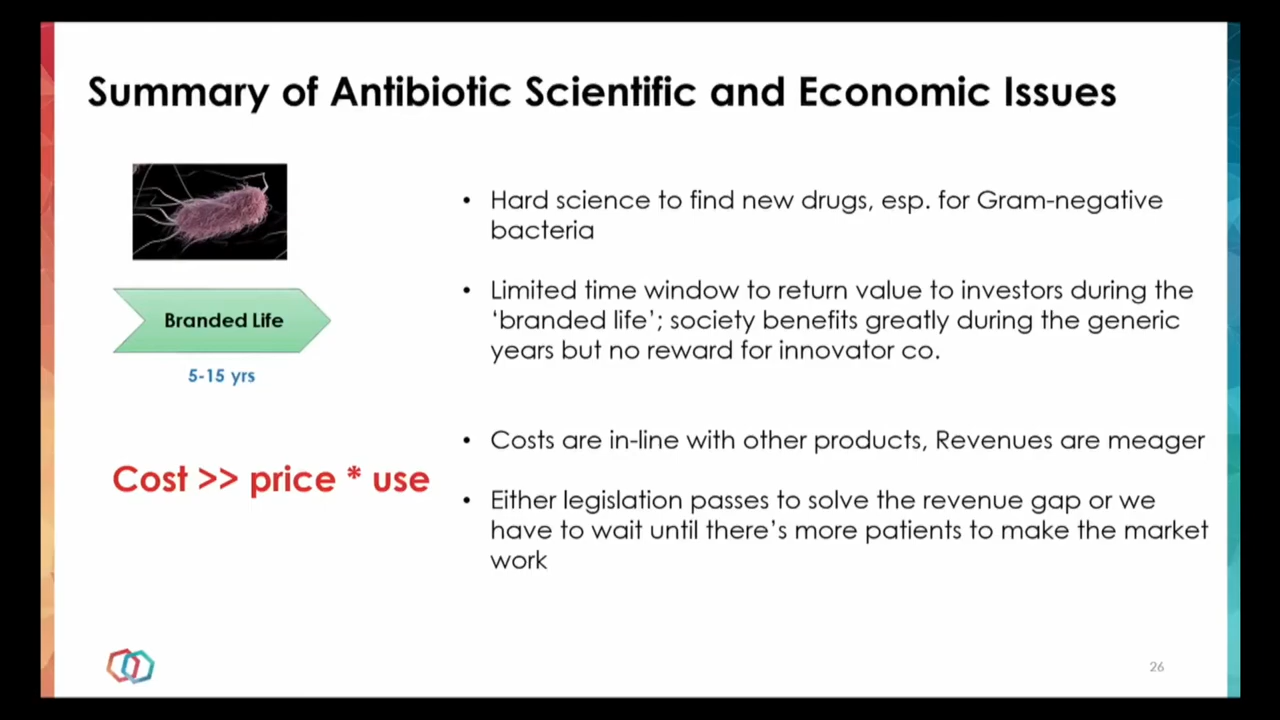 Summary of Antibiotic Scientific and Economic Issues
• Hard science to find new drugs, esp. for Gram-negative
bacteria
Branded Life
5-15 yrs
• Limited time window to return value to investors during the
‘branded life’; society benefits greatly during the generic
years but no reward for innovator co.
Cost >> price * use
• Costs are in-line with other products, Revenues are meager
• Either legislation passes to solve the revenue gap or we
have to wait until there’s more patients to make the market
work
26